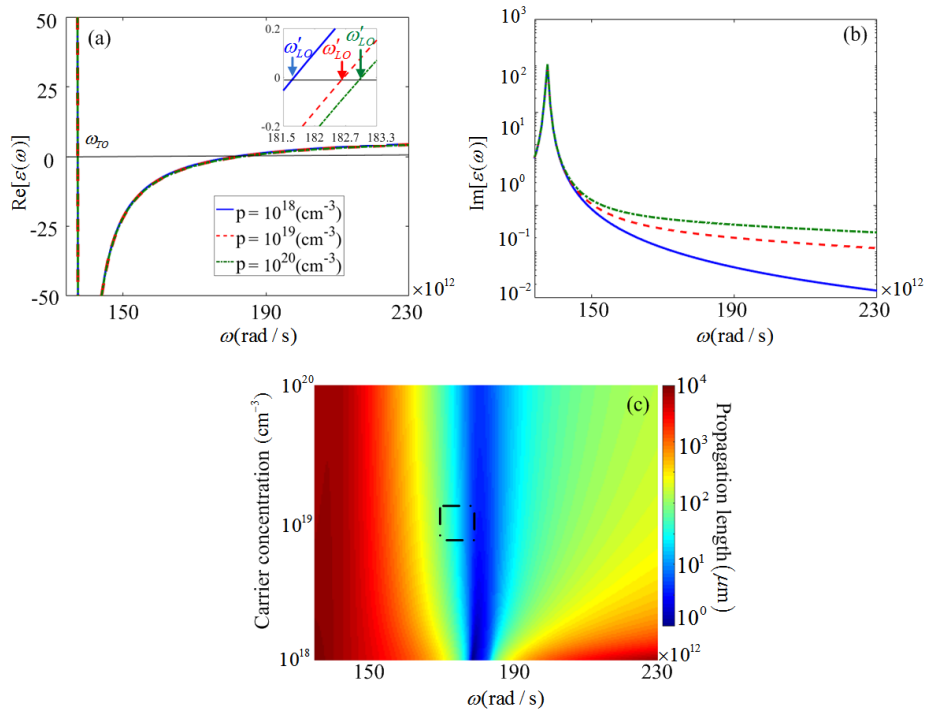 (a)
50
25
0
-25
-50
Re[ε(ω)]
ω_TO
0.2
0
-0.2
ω'_LO ω'_LO ω'_LO
181.5 182 182.7 183.3
p = 10^18 (cm^-3)
p = 10^19 (cm^-3)
p = 10^20 (cm^-3)
×10^12
150 190 230
ω(rad / s)
(b)
10^3
10^2
10^1
10^0
10^-1
10^-2
Im[ε(ω)]
×10^12
150 190 230
ω(rad / s)
(c)
10^20
10^19
10^18
Carrier concentration (cm^-3)
×10^12
150 190 230
ω(rad / s)
10^4
10^3
10^2
10^1
10^0
Propagation length (μm)